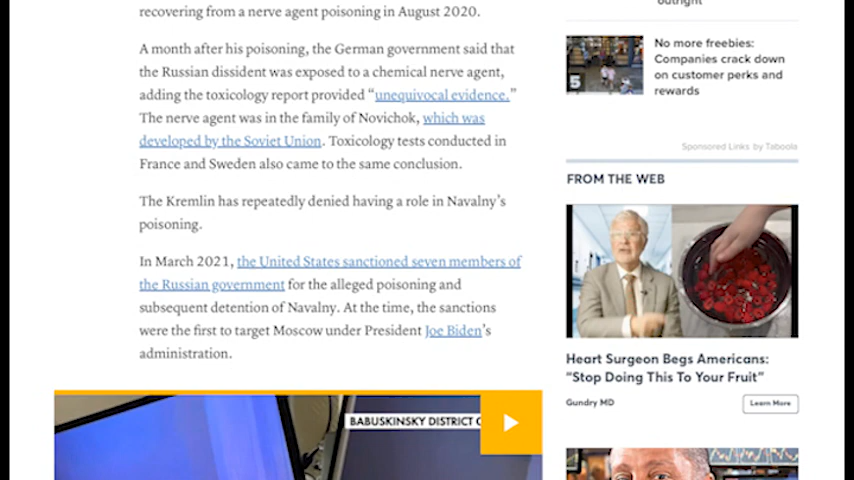 recovering from a nerve agent poisoning in August 2020.
A month after his poisoning, the German government said that
the Russian dissident was exposed to a chemical nerve agent,
adding the toxicology report provided “unequivocal evidence.”
The nerve agent was in the family of Novichok, which was
developed by the Soviet Union. Toxicology tests conducted in
France and Sweden also came to the same conclusion.
The Kremlin has repeatedly denied having a role in Navalny’s
poisoning.
In March 2021, the United States sanctioned seven members of
the Russian government for the alleged poisoning and
subsequent detention of Navalny. At the time, the sanctions
were the first to target Moscow under President Joe Biden’s
administration.
BABUSKINSKY DISTRICT
outright
5
No more freebies:
Companies crack down
on customer perks and
rewards
Sponsored Links by Taboola
FROM THE WEB
Heart Surgeon Begs Americans:
“Stop Doing This To Your Fruit”
Gundry MD
Learn More